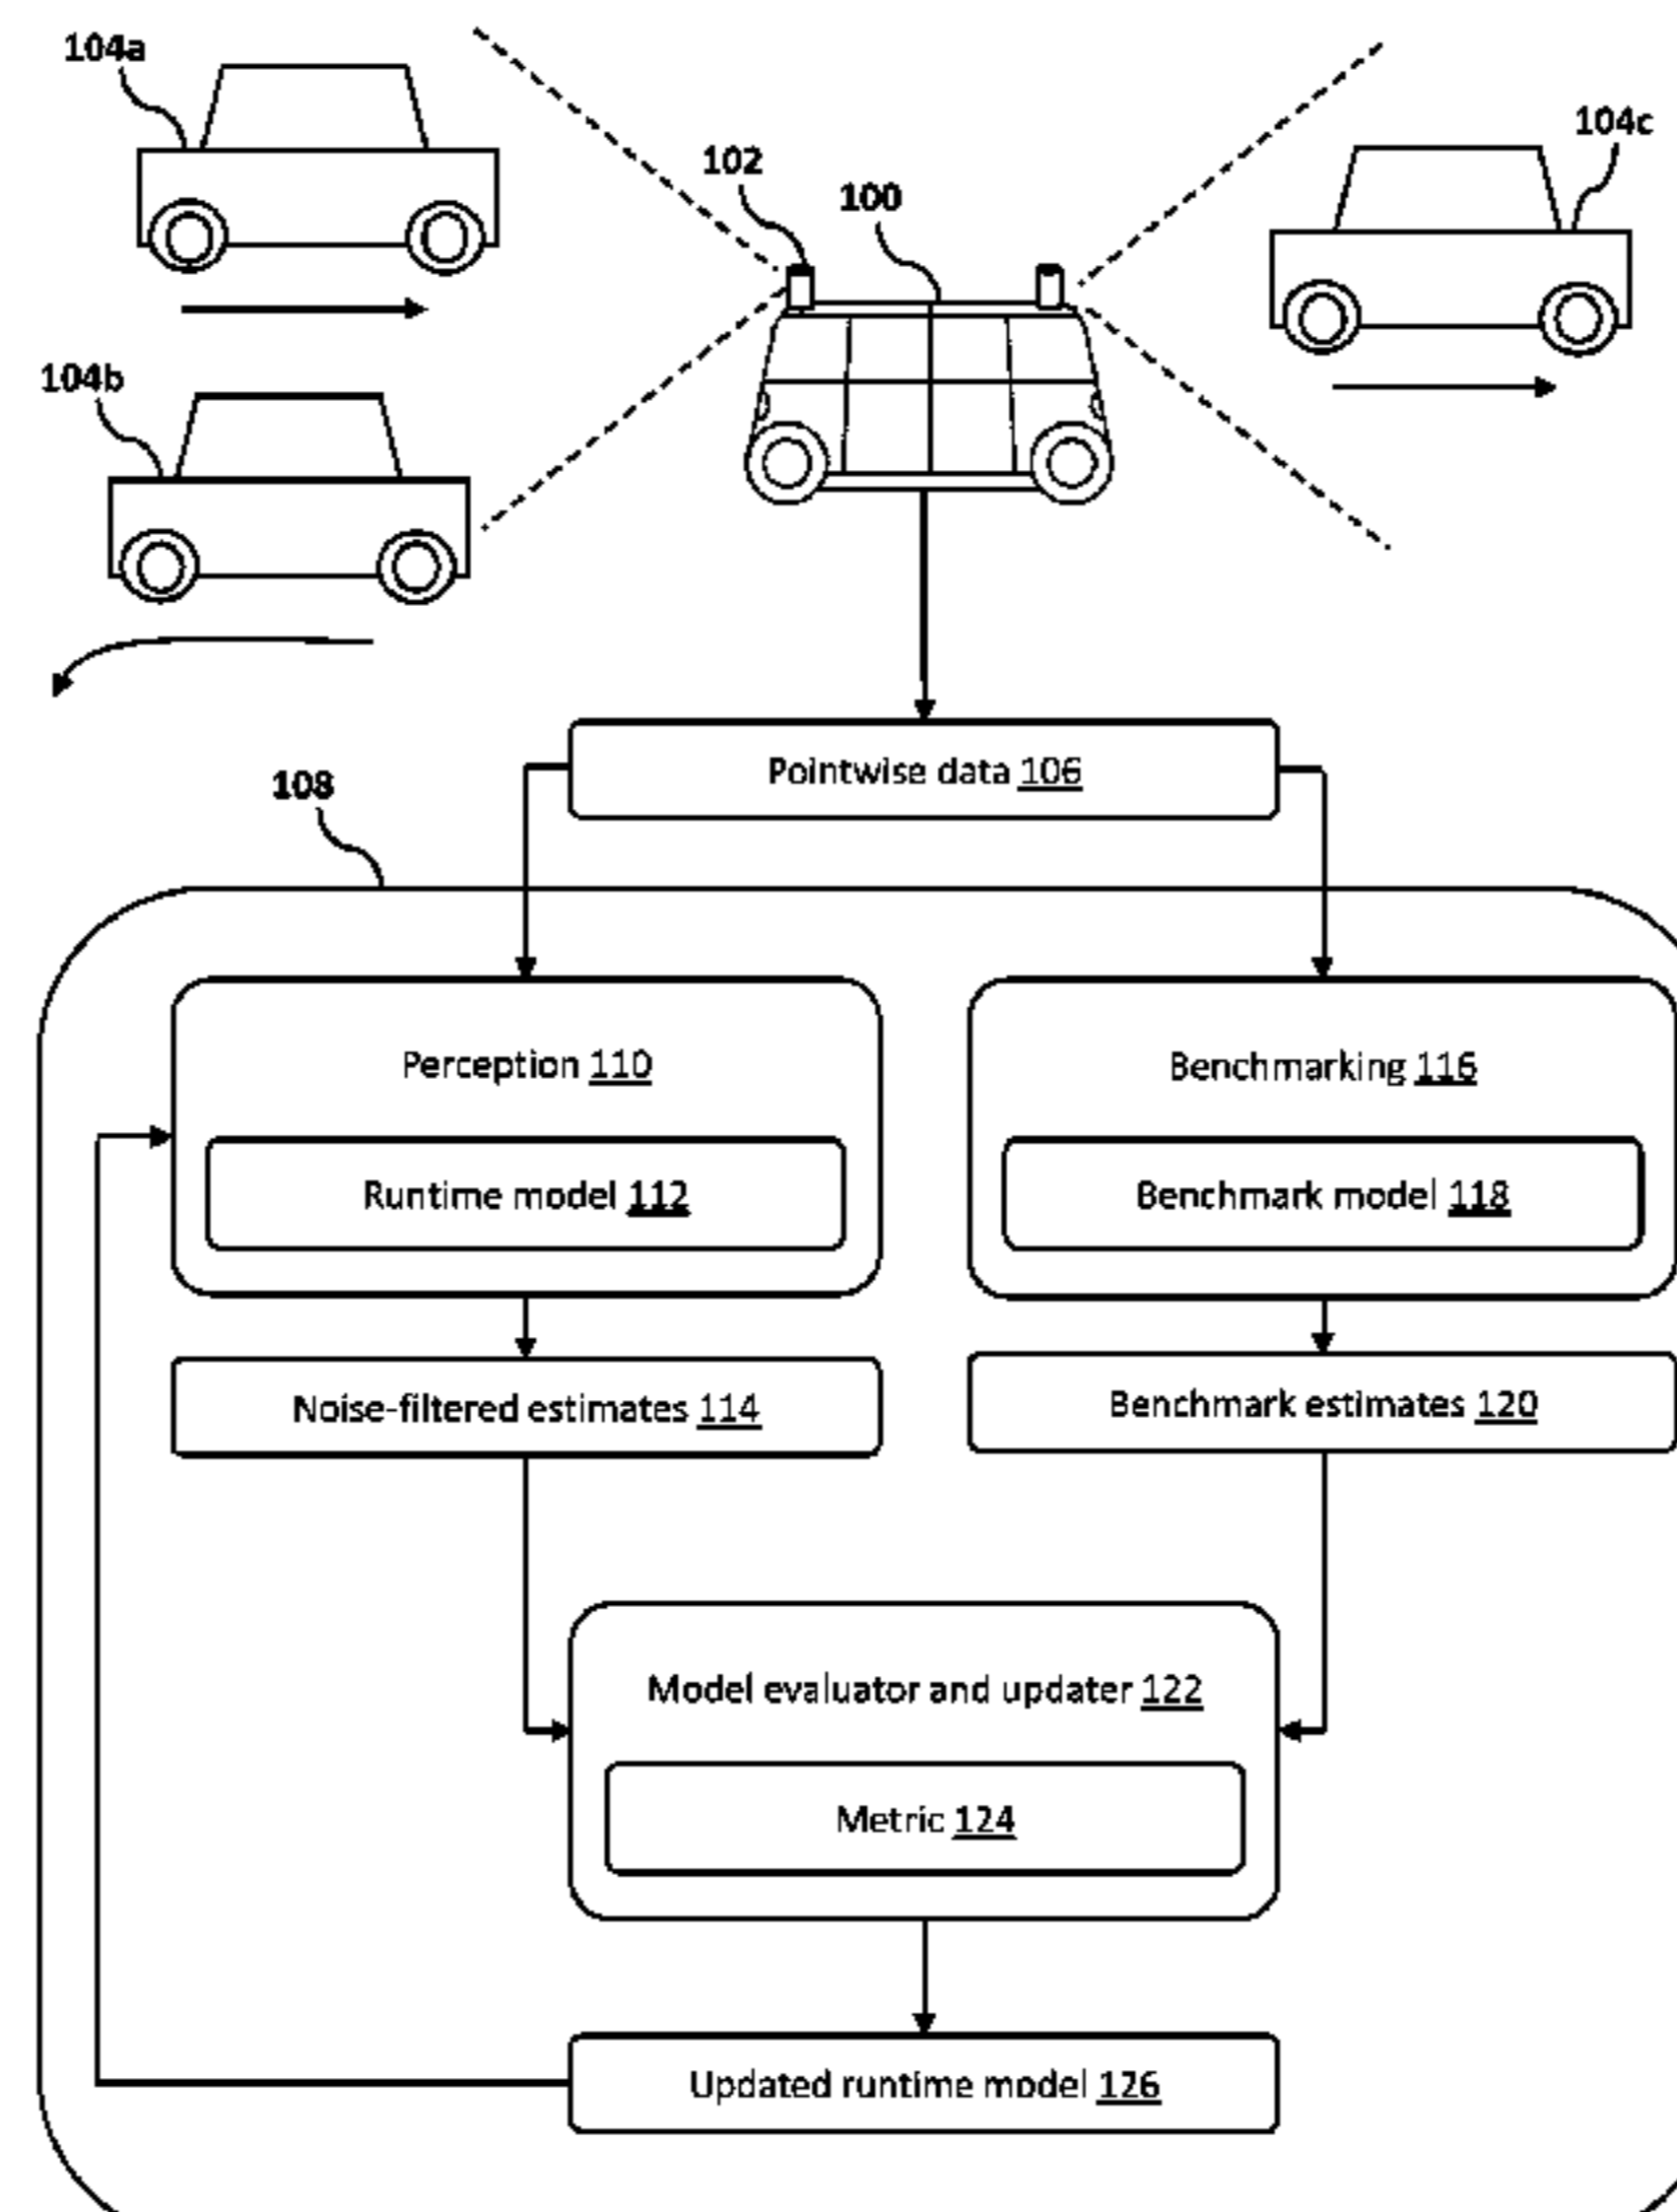 104a
104c
102
100
104b
Pointwise data 106
108
Perception 110
Benchmarking 116
Runtime model 112
Benchmark model 118
Noise-filtered estimates 114
Benchmark estimates 120
Model evaluator and updater 122
Metric 124
Updated runtime model 126